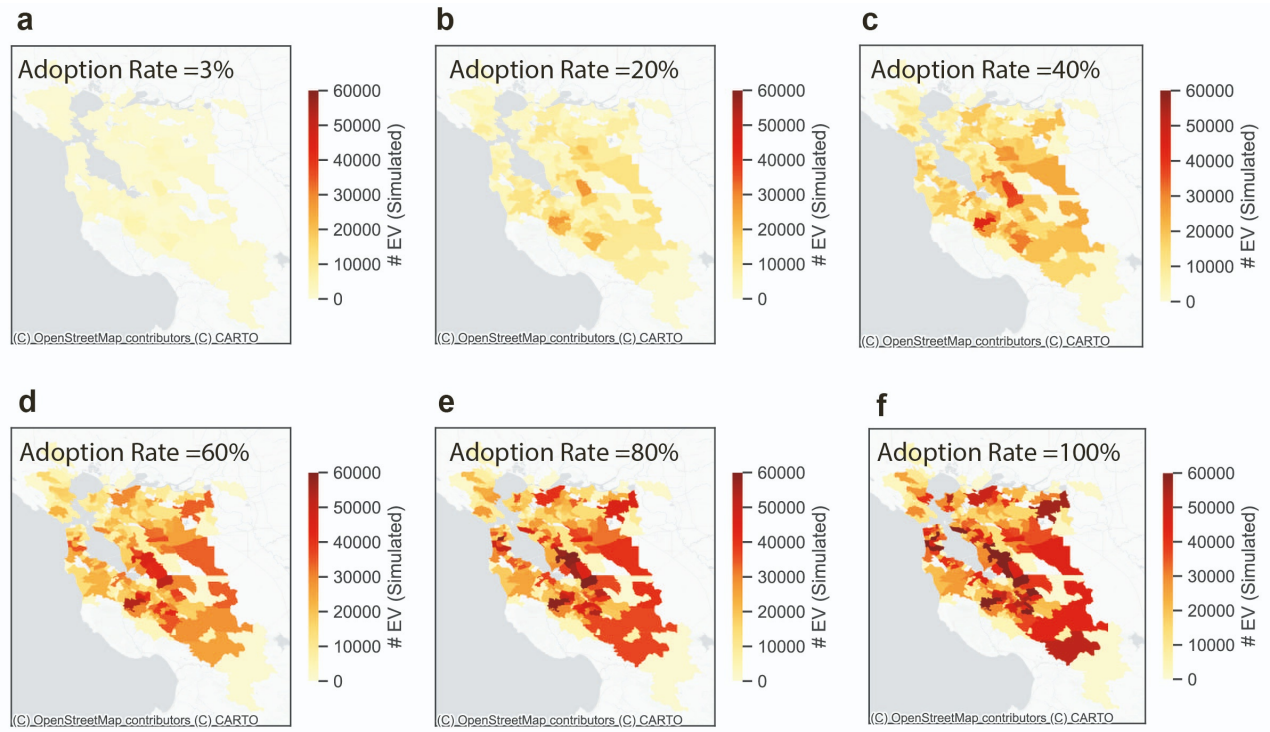 a
Adoption Rate =3%
60000
50000
40000
30000
20000
10000
0
# EV (Simulated)
(C) OpenStreetMap contributors (C) CARTO
b
Adoption Rate =20%
60000
50000
40000
30000
20000
10000
0
# EV (Simulated)
(C) OpenStreetMap contributors (C) CARTO
c
Adoption Rate =40%
60000
50000
40000
30000
20000
10000
0
# EV (Simulated)
(C) OpenStreetMap contributors (C) CARTO
d
Adoption Rate =60%
60000
50000
40000
30000
20000
10000
0
# EV (Simulated)
(C) OpenStreetMap contributors (C) CARTO
e
Adoption Rate =80%
60000
50000
40000
30000
20000
10000
0
# EV (Simulated)
(C) OpenStreetMap contributors (C) CARTO
f
Adoption Rate =100%
60000
50000
40000
30000
20000
10000
0
# EV (Simulated)
(C) OpenStreetMap contributors (C) CARTO